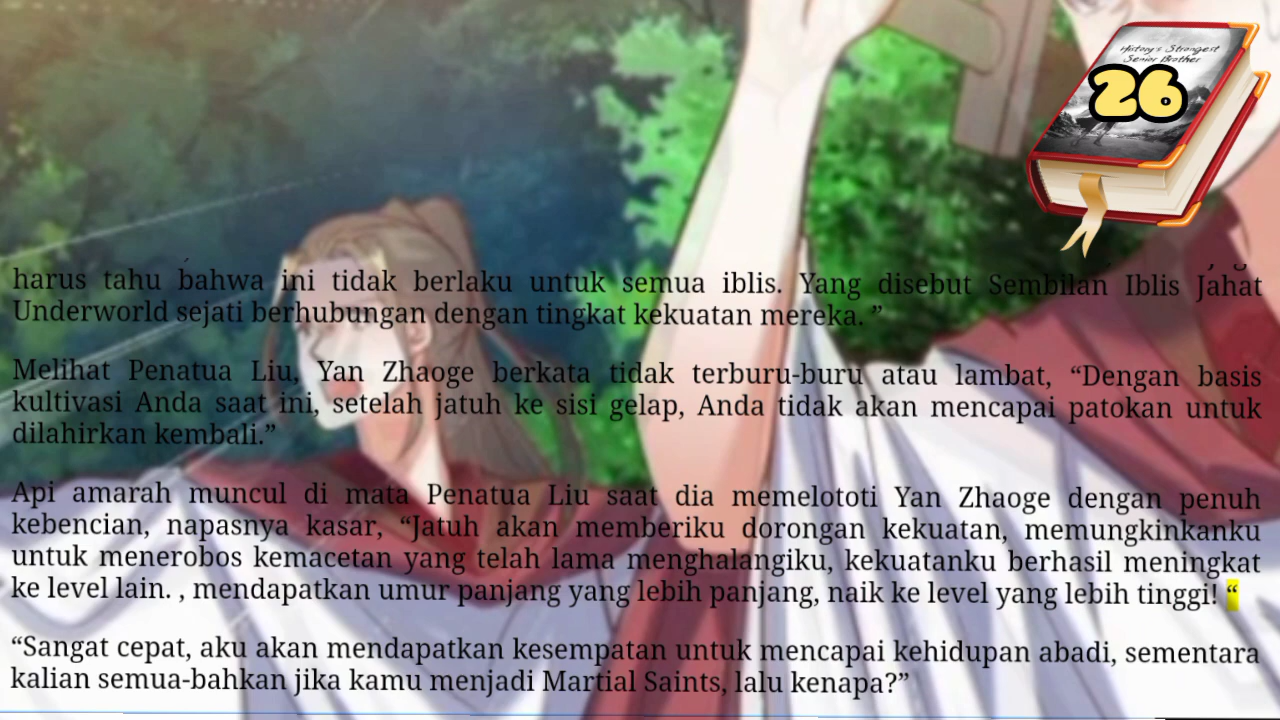 History's Strongest
Senior Brother
26
harus tahu bahwa ini tidak berlaku untuk semua iblis. Yang disebut Sembilan Iblis Jahat
Underworld sejati berhubungan dengan tingkat kekuatan mereka. ”
Melihat Penatua Liu, Yan Zhaoge berkata tidak terburu-buru atau lambat, “Dengan basis
kultivasi Anda saat ini, setelah jatuh ke sisi gelap, Anda tidak akan mencapai patokan untuk
dilahirkan kembali.”
Api amarah muncul di mata Penatua Liu saat dia memelototi Yan Zhaoge dengan penuh
kebencian, napasnya kasar, “Jatuh akan memberiku dorongan kekuatan, memungkinkanku
untuk menerobos kemacetan yang telah lama menghalangiku, kekuatanku berhasil meningkat
ke level lain. , mendapatkan umur panjang yang lebih panjang, naik ke level yang lebih tinggi! “
“Sangat cepat, aku akan mendapatkan kesempatan untuk mencapai kehidupan abadi, sementara
kalian semua-bahkan jika kamu menjadi Martial Saints, lalu kenapa?”